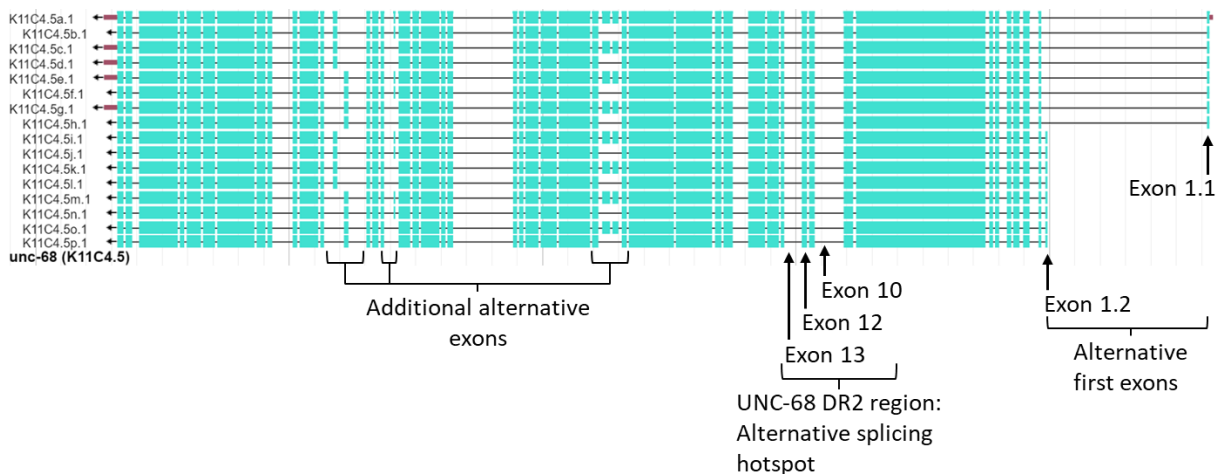 K11C4.5a.1
K11C4.5b.1
K11C4.5c.1
K11C4.5d.1
K11C4.5e.1
K11C4.5f.1
K11C4.5g.1
K11C4.5h.1
K11C4.5i.1
K11C4.5j.1
K11C4.5k.1
K11C4.5l.1
K11C4.5m.1
K11C4.5n.1
K11C4.5o.1
K11C4.5p.1
unc-68 (K11C4.5)
Additional alternative
exons
Exon 1.1
Exon 10
Exon 12
Exon 13
Exon 1.2
Alternative
first exons
UNC-68 DR2 region:
Alternative splicing
hotspot